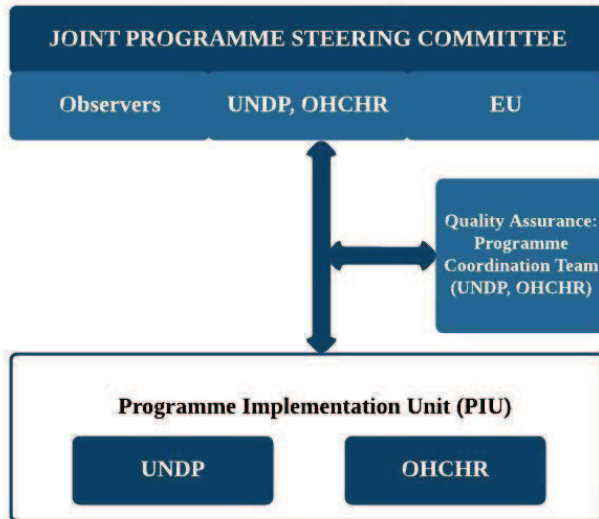 JOINT PROGRAMME STEERING COMMITTEE
Observers
UNDP, OHCHR
EU
Quality Assurance:
Programme
Coordination Team
(UNDP, OHCHR)
Programme Implementation Unit (PIU)
UNDP
OHCHR